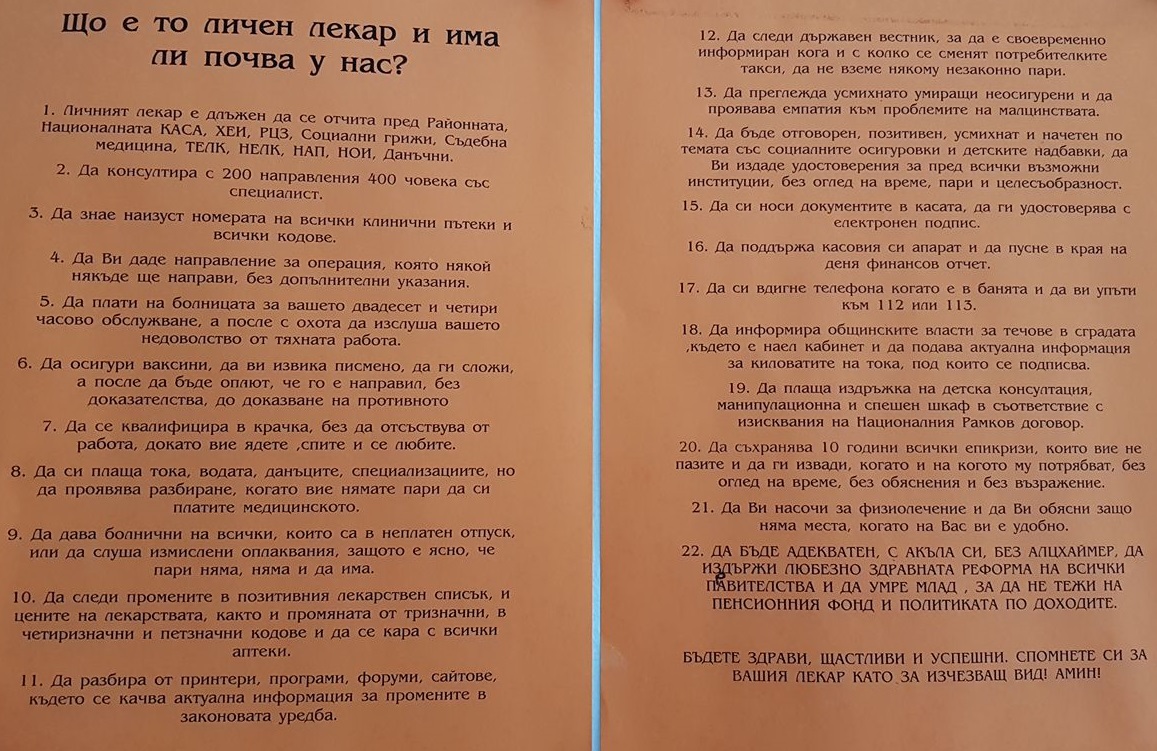 Що е то личен лекар и има
ли почва у нас?
1. Личният лекар е длъжен да се отчита пред Районната,
Националната КАСА, ХЕИ, РЦЗ, Социални грижи, Съдебна
медицина, ТЕЛК, НЕЛК, НАП, НОИ, Данъчни.
2. Да консултира с 200 направления 400 човека със
специалист.
3. Да знае наизуст номерата на всички клинични пътеки и
всички кодове.
4. Да Ви даде направление за операция, която някой
някъде ще направи, без допълнителни указания.
5. Да плати на болницата за вашето двадесет и четири
часово обслужване, а после с охота да изслуша вашето
недоволство от тяхната работа.
6. Да осигури ваксини, да ви извика писмено, да ги сложи,
а после да бъде оплют, че го е направил, без
доказателства, до доказване на противното
7. Да се квалифицира в крачка, без да отсъствува от
работа, докато вие ядете ,спите и се любите.
8. Да си плаща тока, водата, данъците, специализациите, но
да проявява разбиране, когато вие нямате пари да си
платите медицинското.
9. Да дава болнични на всички, които са в неплатен отпуск,
или да слуша измислени оплаквания, защото е ясно, че
пари няма, няма и да има.
10. Да следи промените в позитивния лекарствен списък, и
цените на лекарствата, както и промяната от тризначни, в
четиризначни и петзначни кодове и да се кара с всички
аптеки.
11. Да разбира от принтери, програми, форуми, сайтове,
където се качва актуална информация за промените в
законовата уредба.
12. Да следи държавен вестник, за да е своевременно
информиран кога и с колко се сменят потребителките
такси, да не вземе някому незаконно пари.
13. Да преглежда усмихнато умиращи неосигурени и да
проявава емпатия към проблемите на малцинствата.
14. Да бъде отговорен, позитивен, усмихнат и начетен по
темата със социалните осигуровки и детските надбавки, да
Ви издаде удостоверения за пред всички възможни
институции, без оглед на време, пари и целесъобразност.
15. Да си носи документите в касата, да ги удостоверява с
електронен подпис.
16. Да поддържа касовия си апарат и да пусне в края на
деня финансов отчет.
17. Да си вдигне телефона когато е в банята и да ви упъти
към 112 или 113.
18. Да информира общинските власти за течове в сградата
,където е наел кабинет и да подава актуална информация
за киловатите на тока, под които се подписва.
19. Да плаща издръжка на детска консултация,
манипулационна и спешен шкаф в съответствие с
изисквания на Националния Рамков договор.
20. Да съхранява 10 години всички епикризи, които вие не
пазите и да ги извади, когато и на когото му потрябват, без
оглед на време, без обяснения и без възражение.
21. Да Ви насочи за физиолечение и да Ви обясни защо
няма места, когато на Вас ви е удобно.
22. ДА БЪДЕ АДЕКВАТЕН, С АКЪЛА СИ, БЕЗ АЛЦХАЙМЕР, ДА
ИЗДЪРЖИ ЛЮБЕЗНО ЗДРАВНАТА РЕФОРМА НА ВСИЧКИ
ПРАВИТЕЛСТВА И ДА УМРЕ МЛАД , ЗА ДА НЕ ТЕЖИ НА
ПЕНСИОННИЯ ФОНД И ПОЛИТИКАТА ПО ДОХОДИТЕ.
БЪДЕТЕ ЗДРАВИ, ЩАСТЛИВИ И УСПЕШНИ. СПОМНЕТЕ СИ ЗА
ВАШИЯ ЛЕКАР КАТО ЗА ИЗЧЕЗВАЩ ВИД! АМИН!